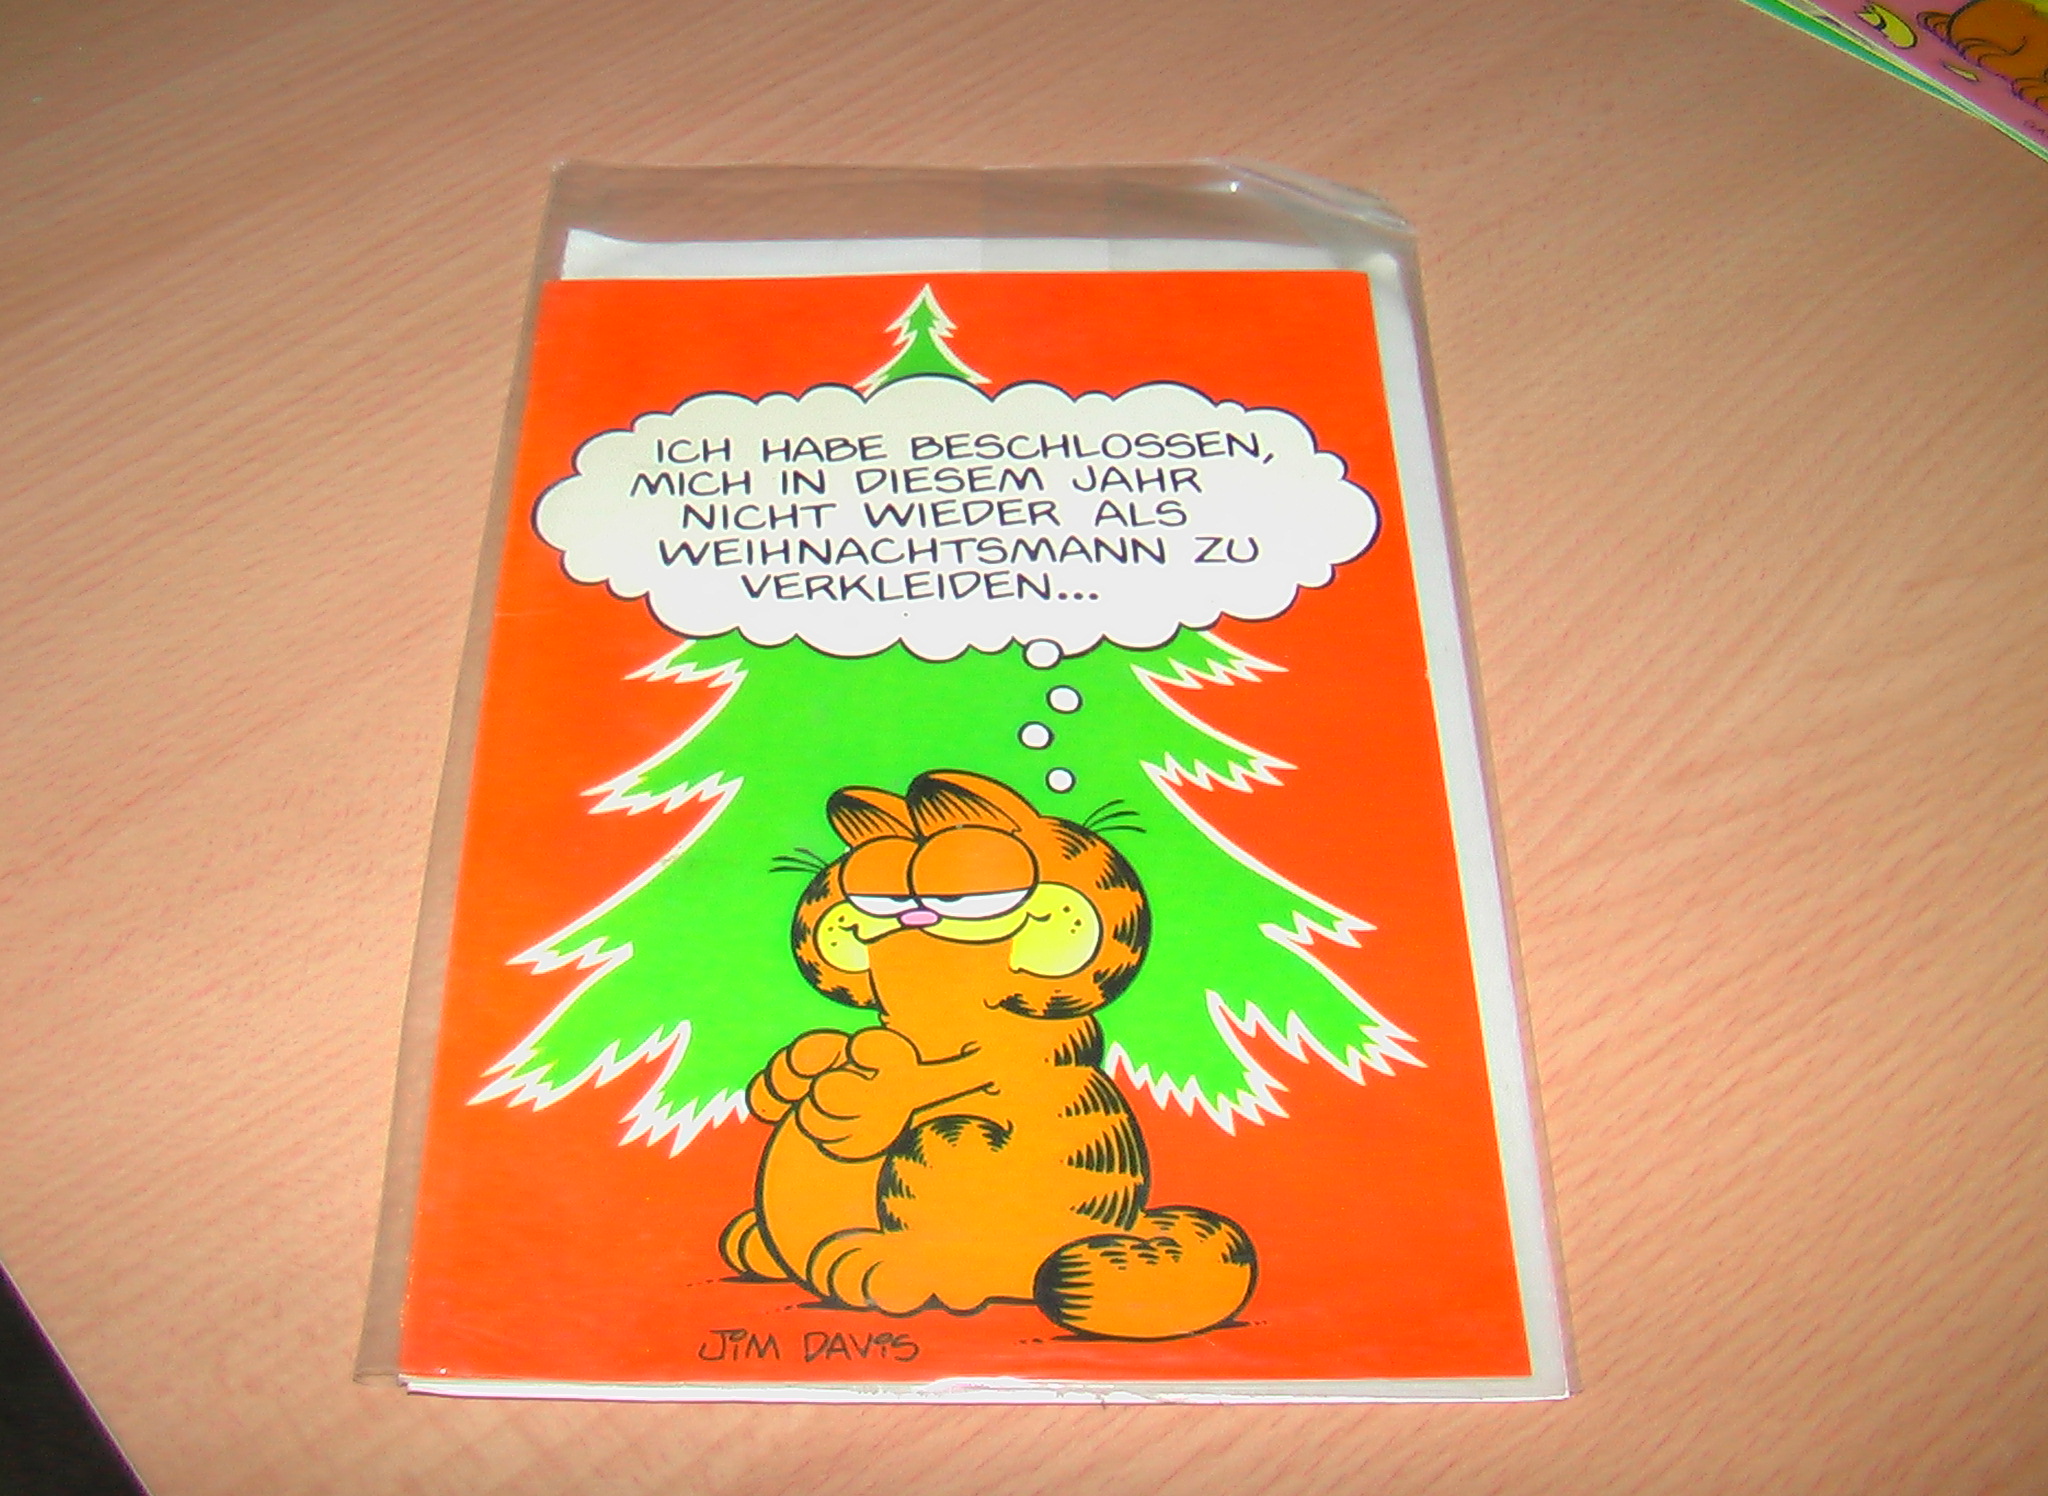 ICH HABE BESCHLOSSEN,
MICH IN DIESEM JAHR
NICHT WIEDER ALS
WEIHNACHTSMANN ZU
VERKLEIDEN...
JIM DAVIS